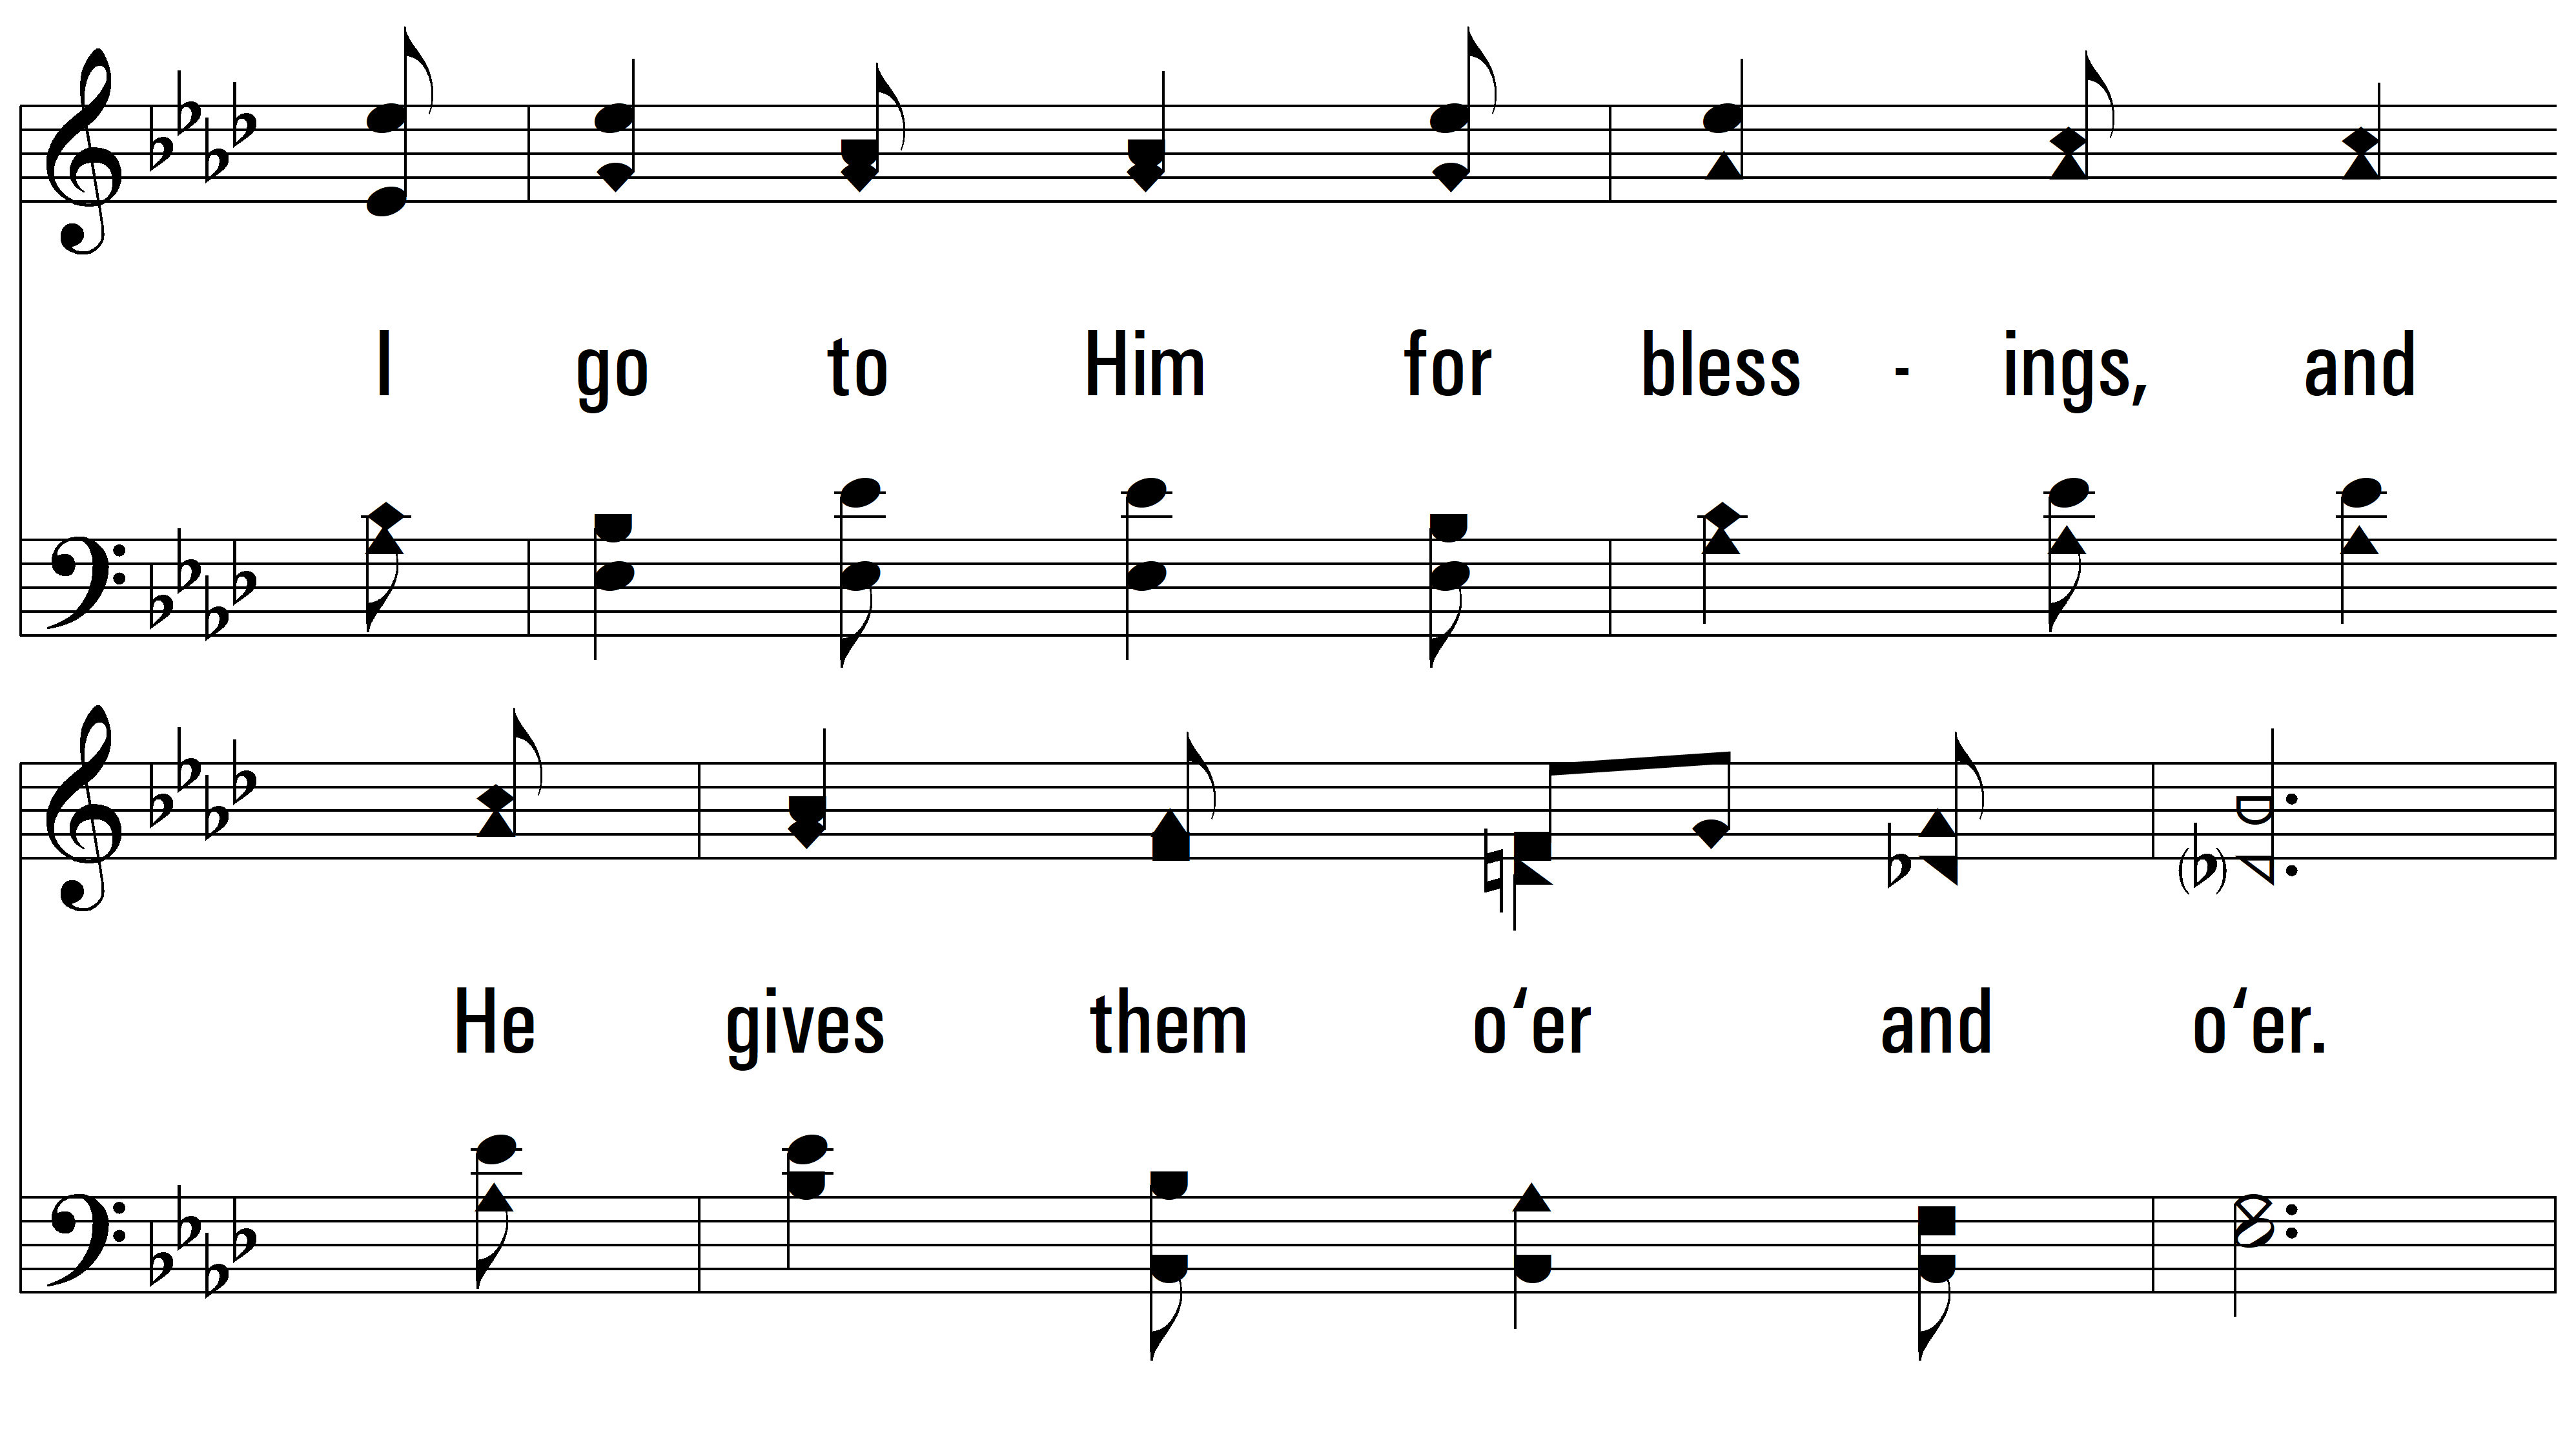 I go to Him for bless - ings, and
He gives them o‘er and o‘er.